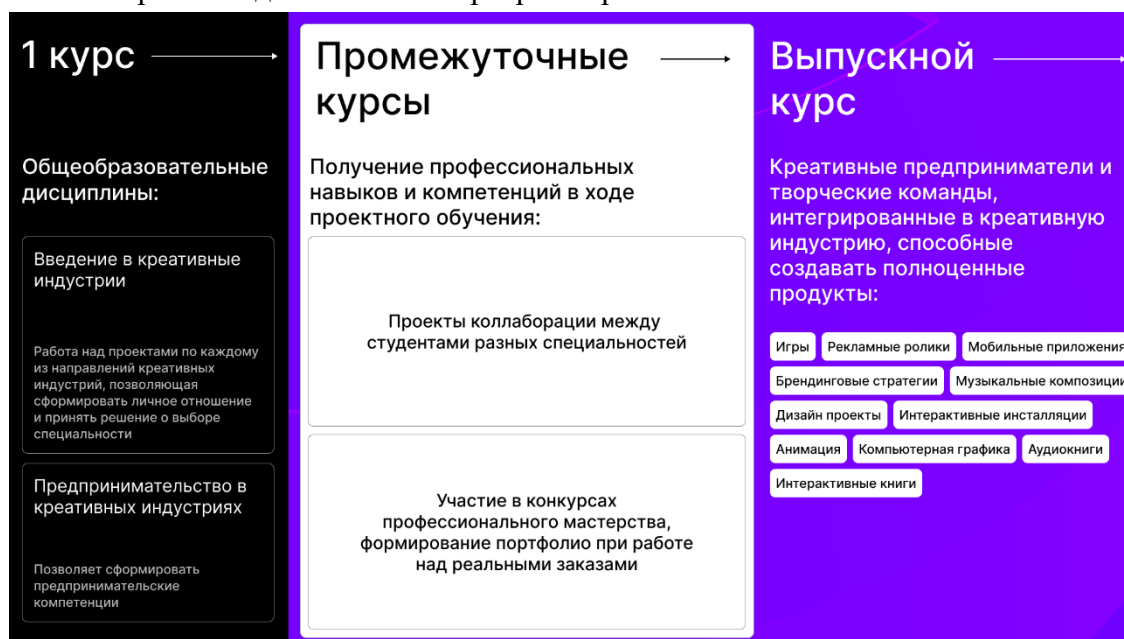 1 курс
Общеобразовательные
дисциплины:
Введение в креативные
индустрии
Работа над проектами по каждому
из направлений креативных
индустрий, позволяющая
сформировать личное отношение
и принять решение о выборе
специальности
Предпринимательство в
креативных индустриях
Позволяет сформировать
предпринимательские
компетенции
Промежуточные
курсы
Получение профессиональных
навыков и компетенций в ходе
проектного обучения:
Проекты коллаборации между
студентами разных специальностей
Участие в конкурсах
профессионального мастерства,
формирование портфолио при работе
над реальными заказами
Выпускной
курс
Креативные предприниматели и
творческие команды,
интегрированные в креативную
индустрию, способные
создавать полноценные
продукты:
Игры Рекламные ролики Мобильные приложения
Брендинговые стратегии Музыкальные композиции
Дизайн проекты Интерактивные инсталляции
Анимация Компьютерная графика Аудиокниги
Интерактивные книги